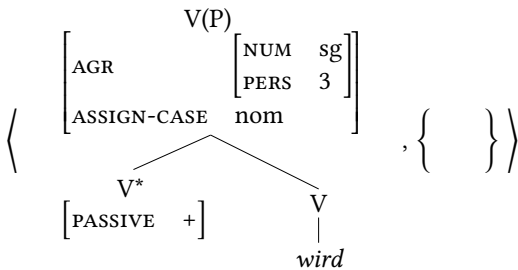 V(P)
AGR [NUM sg
PERS 3]
ASSIGN-CASE nom
⟨ , { } ⟩
V* V
[PASSIVE +]
wird